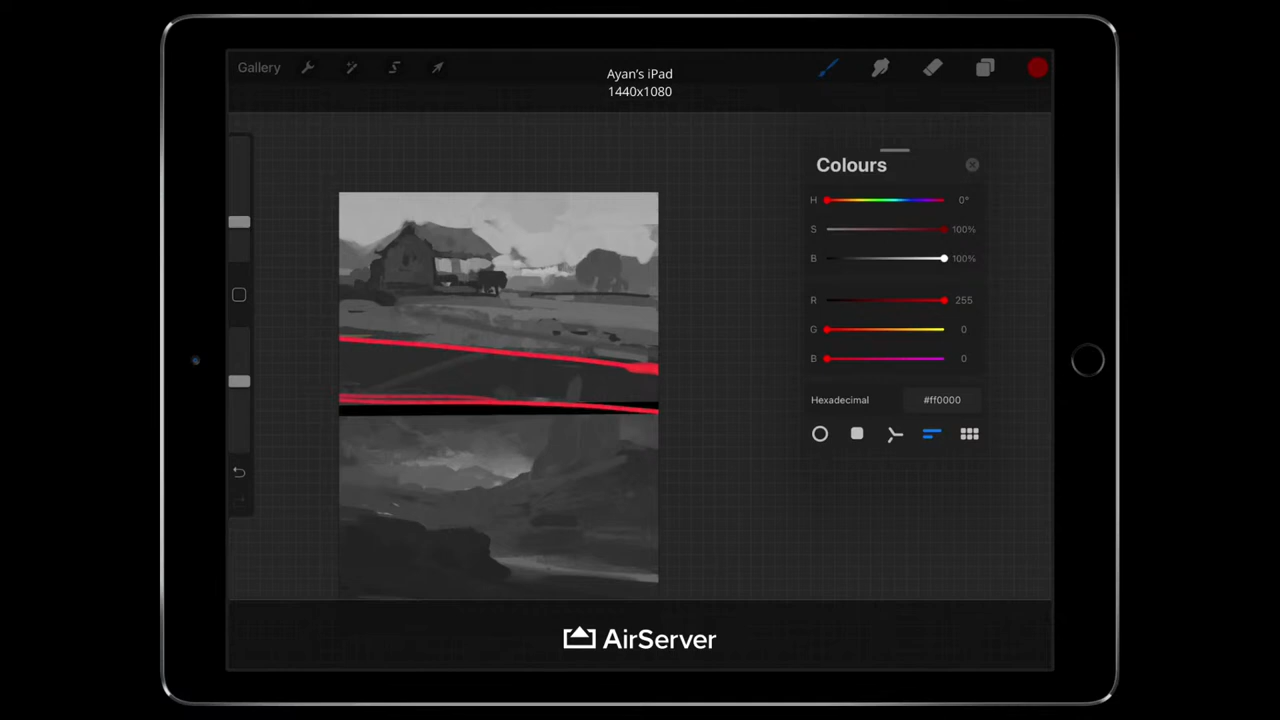 Gallery
Ayan's iPad
1440x1080
Colours
H 0°
S 100%
B 100%
R 255
G 0
B 0
Hexadecimal #ff0000
AirServer